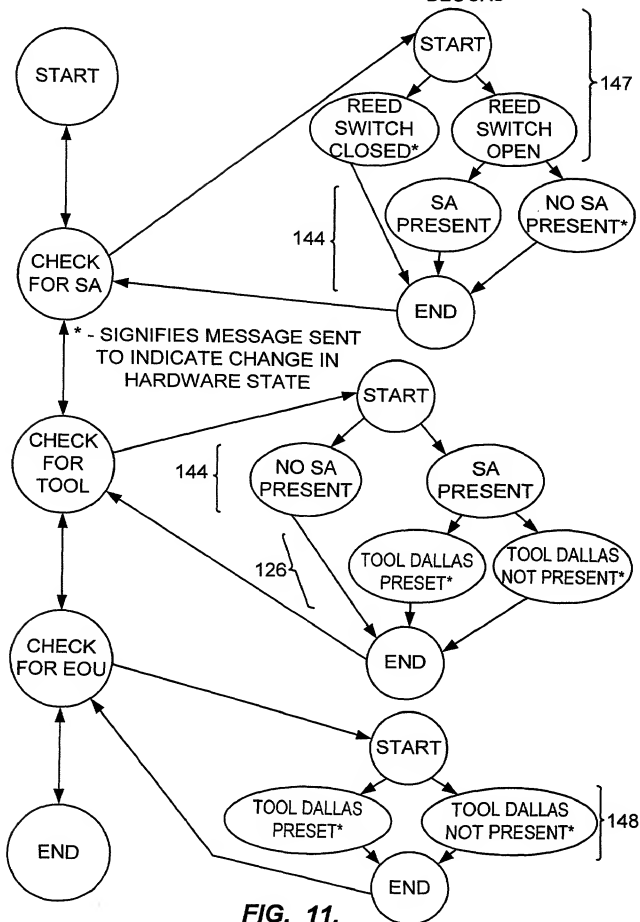 START
CHECK
FOR SA
* - SIGNIFIES MESSAGE SENT
TO INDICATE CHANGE IN
HARDWARE STATE
CHECK
FOR
TOOL
CHECK
FOR EOU
END
START
147
REED
SWITCH
CLOSED*
REED
SWITCH
OPEN
SA
PRESENT
NO SA
PRESENT*
144
END
START
144
NO SA
PRESENT
SA
PRESENT
126
TOOL DALLAS
PRESET*
TOOL DALLAS
NOT PRESENT*
END
START
TOOL DALLAS
PRESET*
TOOL DALLAS
NOT PRESENT*
148
END
FIG. 11.